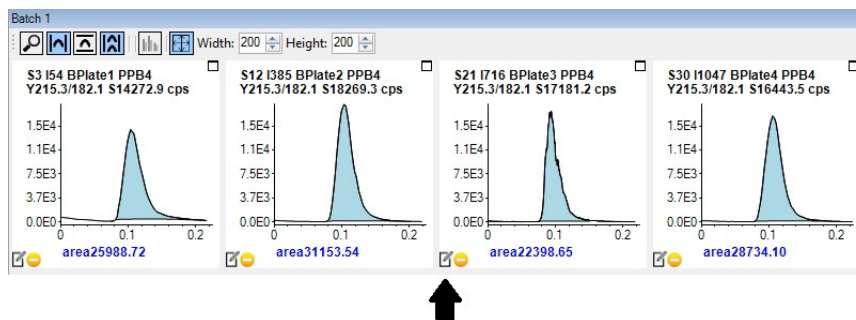 Batch 1
Width: 200 Height: 200
S3 I54 BPlate1 PPB4
Y215.3/182.1 S14272.9 cps
1.5E4
1.1E4
7.5E3
3.7E3
0.0E0
0 0.1 0.2
area25988.72
S12 I385 BPlate2 PPB4
Y215.3/182.1 S18269.3 cps
1.5E4
1.1E4
7.5E3
3.7E3
0.0E0
0 0.1 0.2
area31153.54
S21 I716 BPlate3 PPB4
Y215.3/182.1 S17181.2 cps
1.5E4
1.1E4
7.5E3
3.7E3
0.0E0
0 0.1 0.2
area22398.65
S30 I1047 BPlate4 PPB4
Y215.3/182.1 S16443.5 cps
1.5E4
1.1E4
7.5E3
3.7E3
0.0E0
0 0.1 0.2
area28734.10